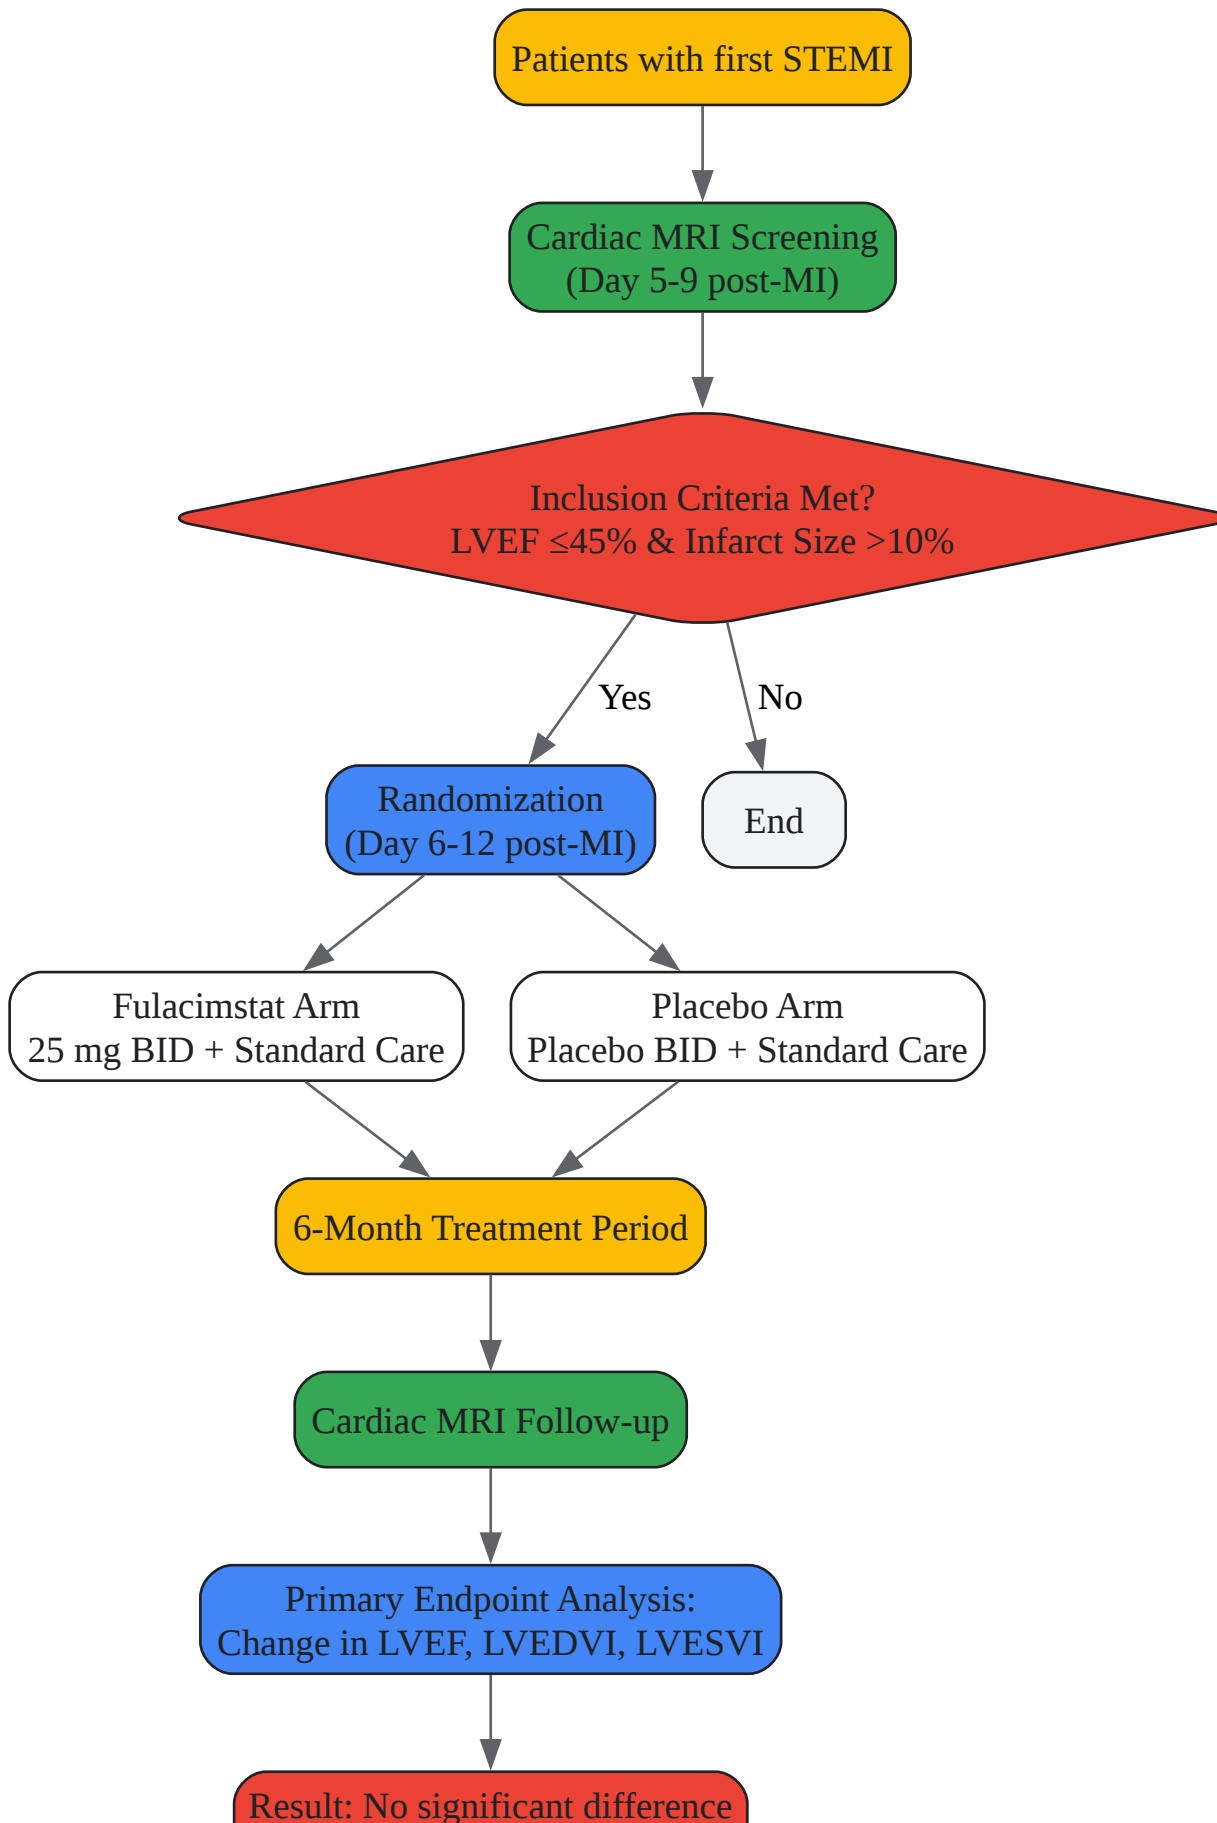 Patients with first STEMI
Cardiac MRI Screening
(Day 5-9 post-MI)
Inclusion Criteria Met?
LVEF ≤45% & Infarct Size >10%
Yes
No
Randomization
(Day 6-12 post-MI)
End
Fulacimstat Arm
25 mg BID + Standard Care
Placebo Arm
Placebo BID + Standard Care
6-Month Treatment Period
Cardiac MRI Follow-up
Primary Endpoint Analysis:
Change in LVEF, LVEDVI, LVESVI
Result: No significant difference